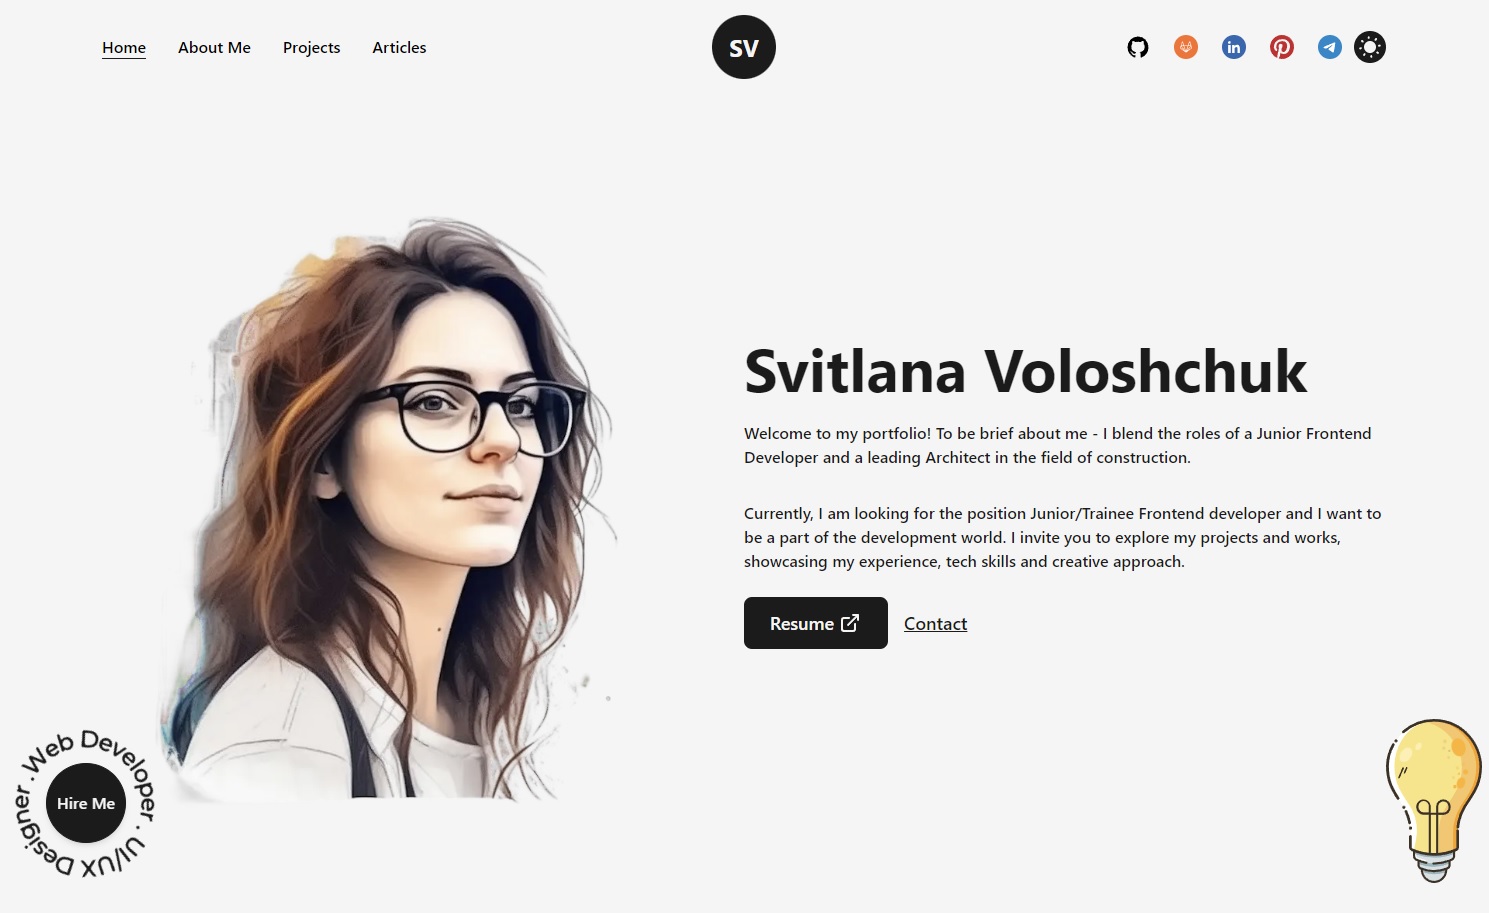 Home About Me Projects Articles
SV
in
Svitlana Voloshchuk
Welcome to my portfolio! To be brief about me - I blend the roles of a Junior Frontend
Developer and a leading Architect in the field of construction.
Currently, I am looking for the position Junior/Trainee Frontend developer and I want to
be a part of the development world. I invite you to explore my projects and works,
showcasing my experience, tech skills and creative approach.
Resume Contact
Web Developer . UI/UX Designer .
Hire Me